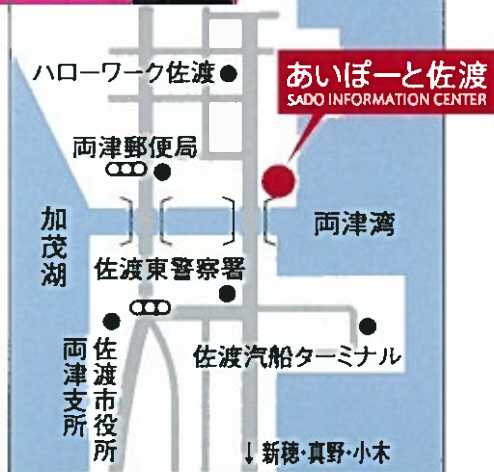 ハローワーク佐渡
あいぽーと佐渡
SADO INFORMATION CENTER
両津郵便局
加茂湖
両津湾
佐渡東警察署
佐渡汽船ターミナル
佐渡市役所
両津支所
↓新穂・真野・小木